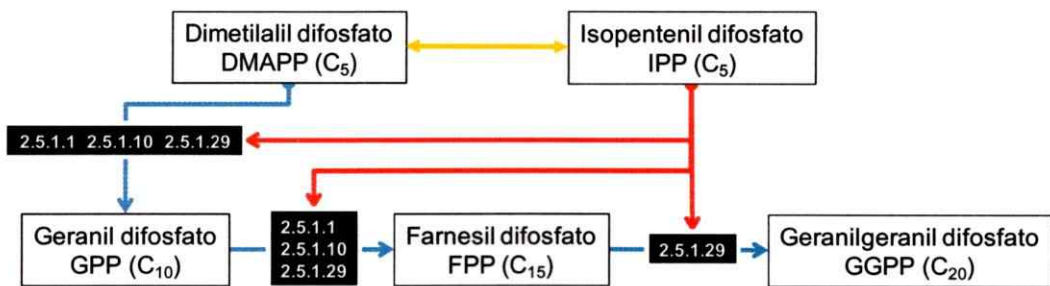 Dimetilalil difosfato
DMAPP (C₅)
Isopentenil difosfato
IPP (C₅)
2.5.1.1 2.5.1.10 2.5.1.29
Geranil difosfato
GPP (C₁₀)
2.5.1.1
2.5.1.10
2.5.1.29
Farnesil difosfato
FPP (C₁₅)
2.5.1.29
Geranilgeranil difosfato
GGPP (C₂₀)